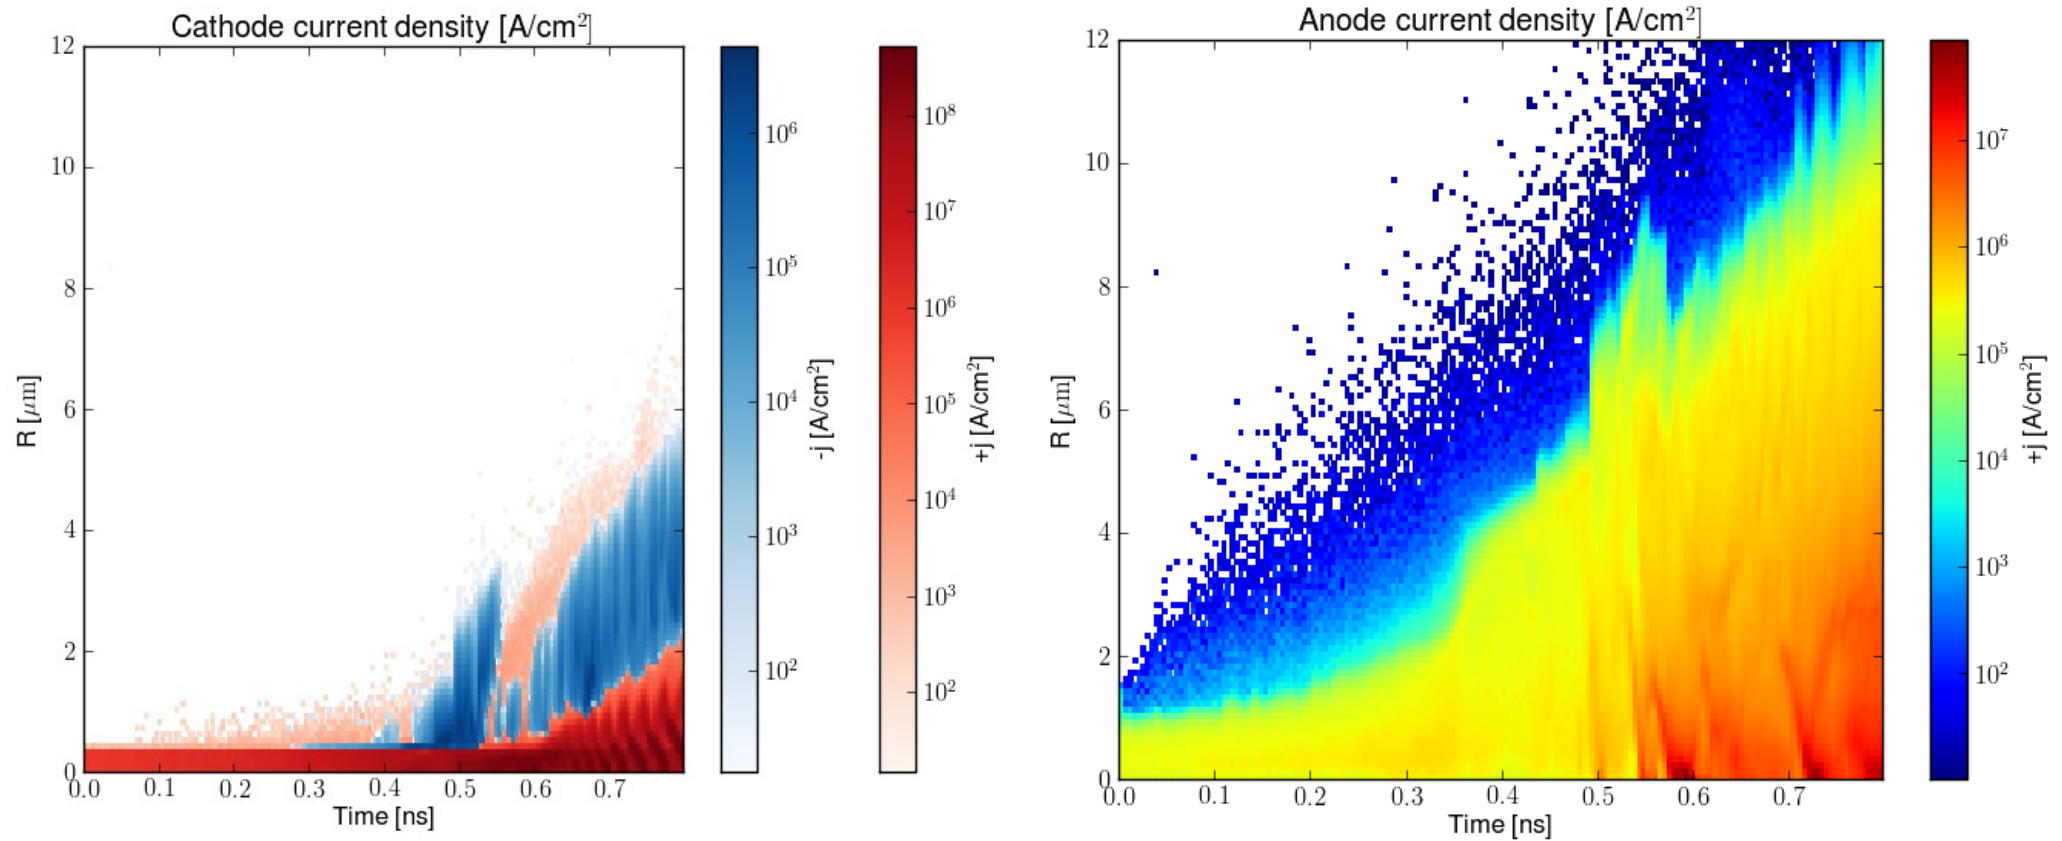 Cathode current density [A/cm²]
12
10
8
6
4
2
0
R [μm]
0.0 0.1 0.2 0.3 0.4 0.5 0.6 0.7
Time [ns]
10⁶
10⁵
10⁴
10³
10²
-j [A/cm²]
10⁸
10⁷
10⁶
10⁵
10⁴
10³
10²
+j [A/cm²]
Anode current density [A/cm²]
12
10
8
6
4
2
0
R [μm]
0.0 0.1 0.2 0.3 0.4 0.5 0.6 0.7
Time [ns]
10⁷
10⁶
10⁵
10⁴
10³
10²
+j [A/cm²]